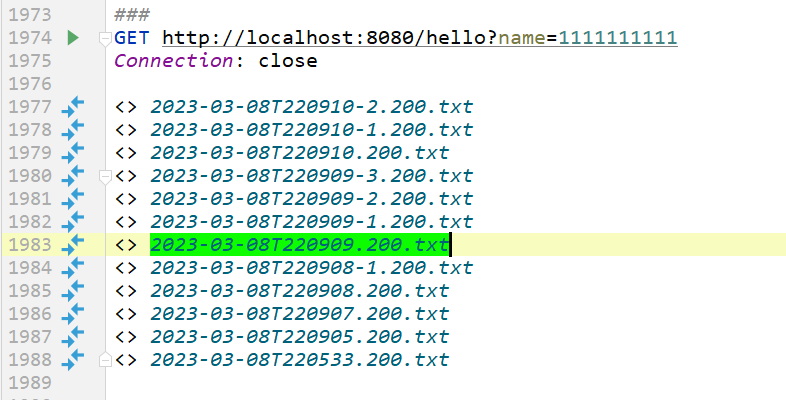 1973 ###
1974 GET http://localhost:8080/hello?name=1111111111
1975 Connection: close
1976
1977 <> 2023-03-08T220910-2.200.txt
1978 <> 2023-03-08T220910-1.200.txt
1979 <> 2023-03-08T220910.200.txt
1980 <> 2023-03-08T220909-3.200.txt
1981 <> 2023-03-08T220909-2.200.txt
1982 <> 2023-03-08T220909-1.200.txt
1983 <> 2023-03-08T220909.200.txt
1984 <> 2023-03-08T220908-1.200.txt
1985 <> 2023-03-08T220908.200.txt
1986 <> 2023-03-08T220907.200.txt
1987 <> 2023-03-08T220905.200.txt
1988 <> 2023-03-08T220533.200.txt
1989